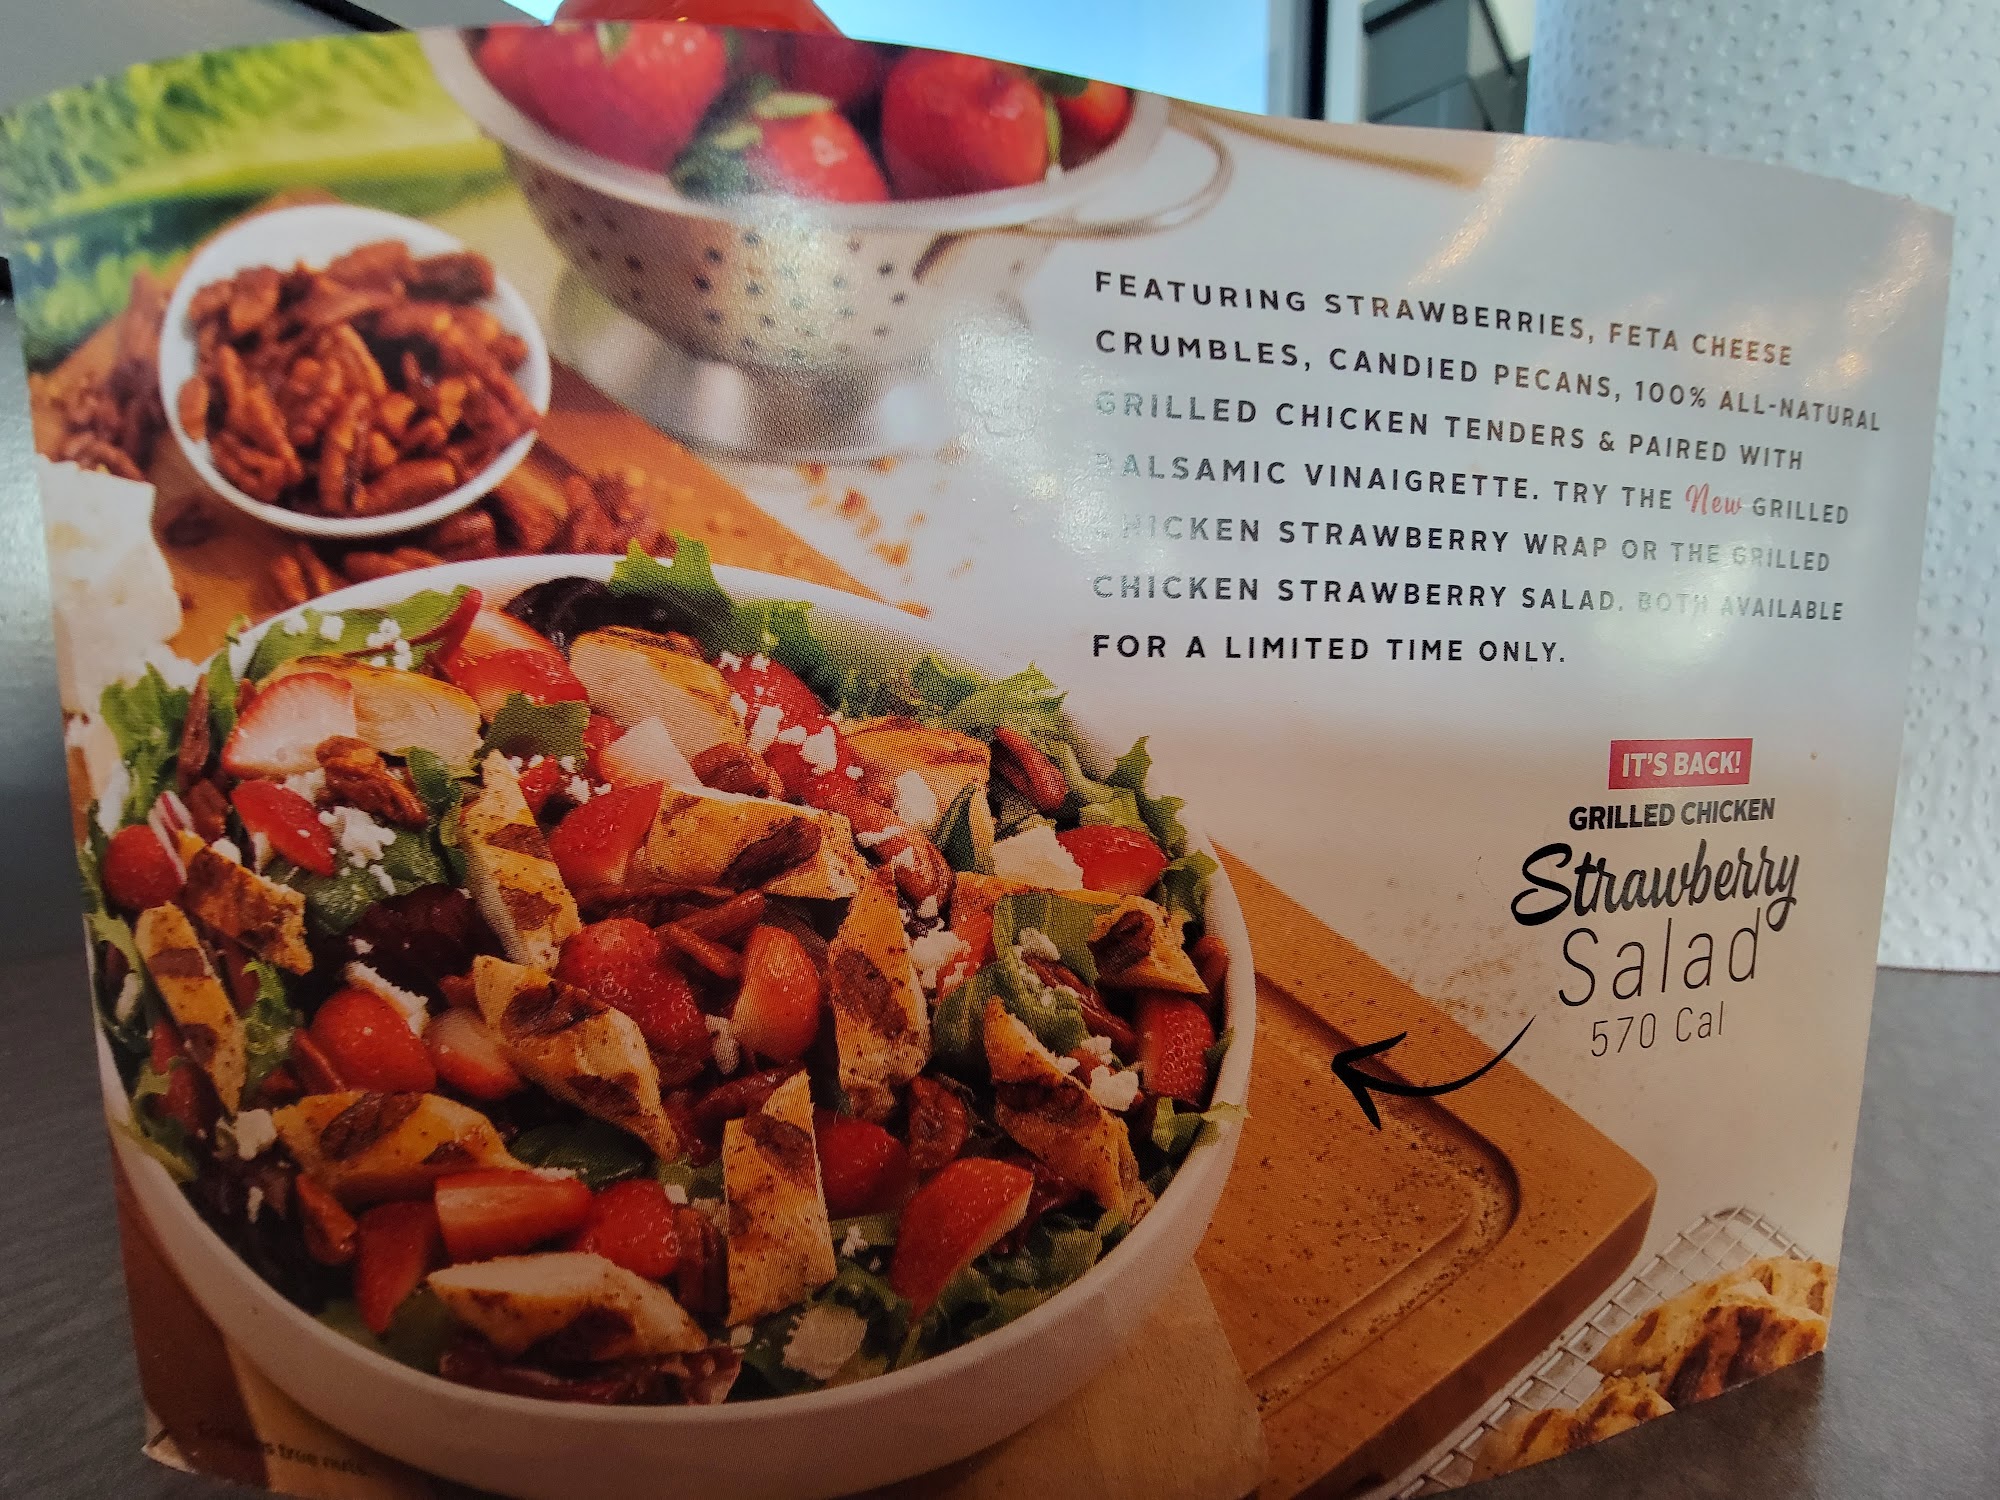 FEATURING STRAWBERRIES, FETA CHEESE
CRUMBLES, CANDIED PECANS, 100% ALL-NATURAL
GRILLED CHICKEN TENDERS & PAIRED WITH
BALSAMIC VINAIGRETTE. TRY THE New GRILLED
CHICKEN STRAWBERRY WRAP OR THE GRILLED
CHICKEN STRAWBERRY SALAD. BOTH AVAILABLE
FOR A LIMITED TIME ONLY.
IT'S BACK!
GRILLED CHICKEN
Strawberry
Salad
570 Cal